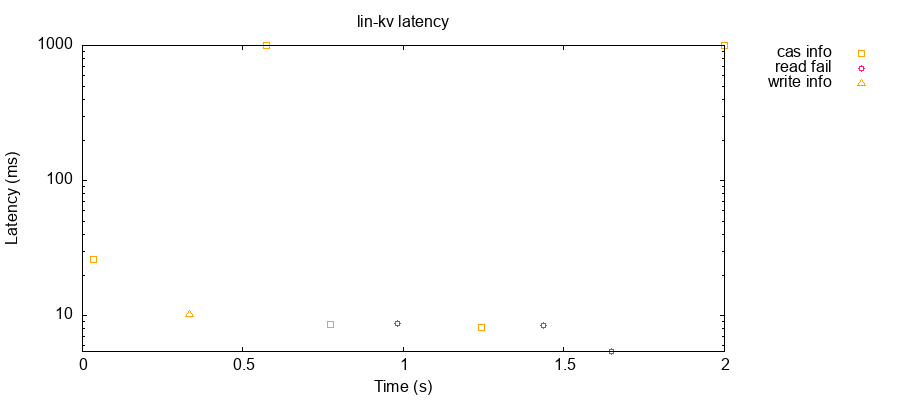 lin-kv latency
1000
100
10
Latency (ms)
0
0.5
1
1.5
2
Time (s)
cas info
read fail
write info